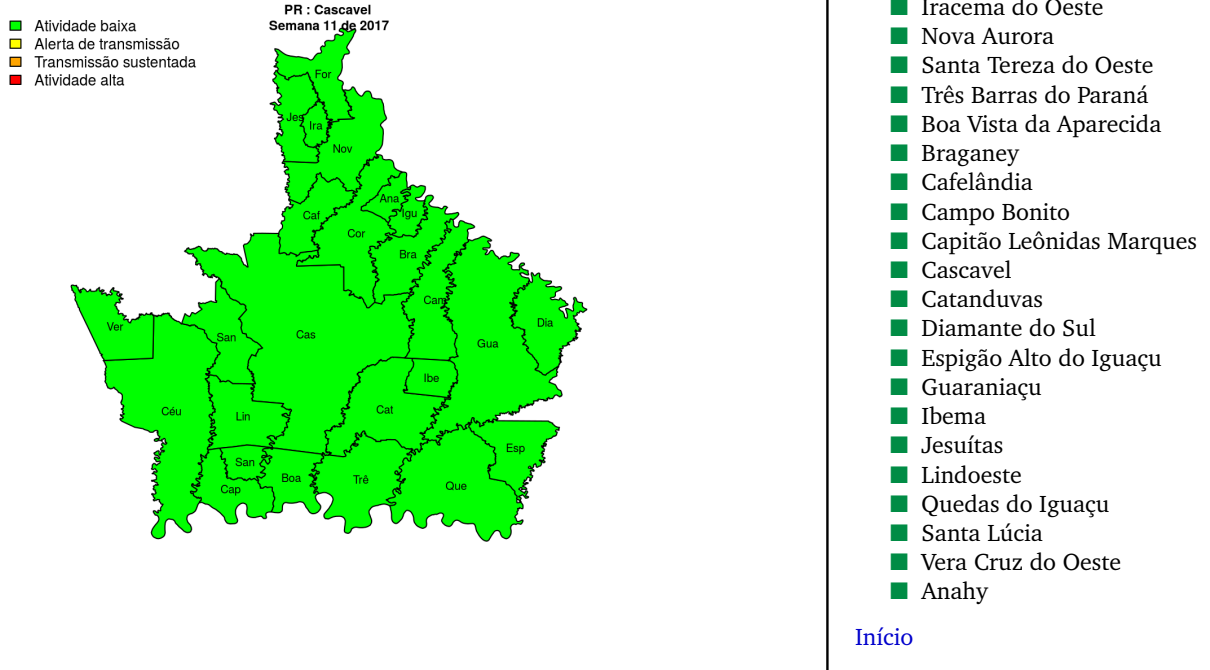 PR : Cascavel
Semana 11 de 2017
Atividade baixa
Alerta de transmissão
Transmissão sustentada
Atividade alta
For
Jes
Ira
Nov
Ana
Igu
Caf
Cor
Bra
Cam
Ver
San
Cas
Dia
Gua
Ibe
Céu
Lin
Cat
San
Esp
Boa
Trê
Cap
Que
Iracema do Oeste
Nova Aurora
Santa Tereza do Oeste
Três Barras do Paraná
Boa Vista da Aparecida
Braganey
Cafelândia
Campo Bonito
Capitão Leônidas Marques
Cascavel
Catanduvas
Diamante do Sul
Espigão Alto do Iguaçu
Guaraniaçu
Ibema
Jesuítas
Lindoeste
Quedas do Iguaçu
Santa Lúcia
Vera Cruz do Oeste
Anahy
Início